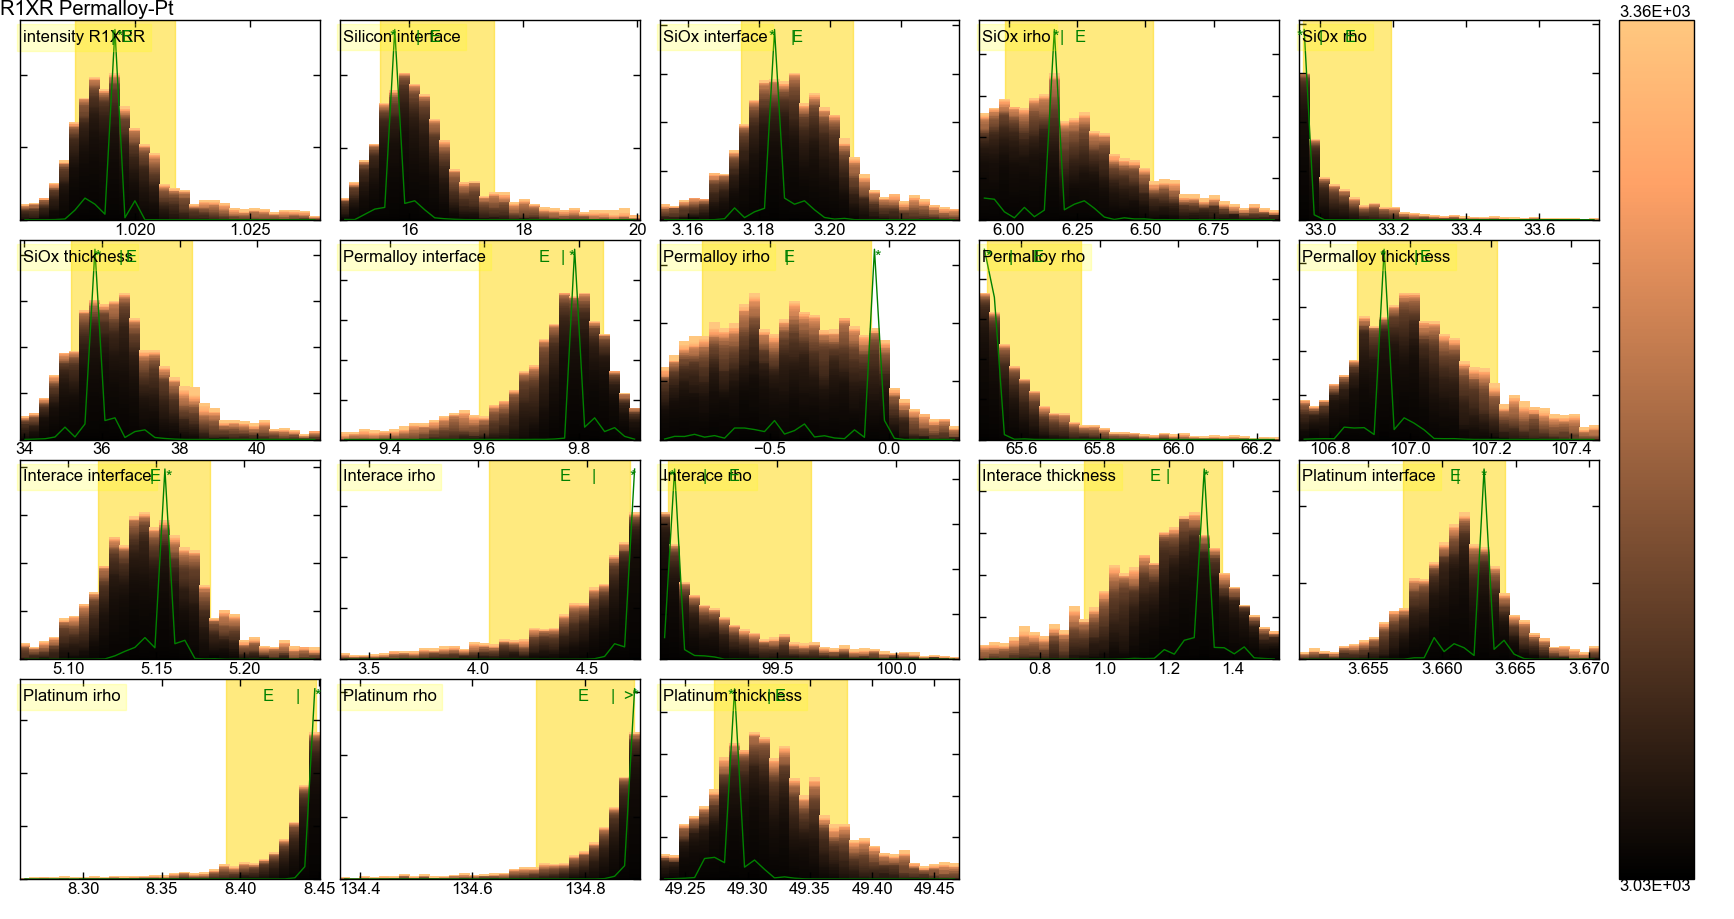 R1XR Permalloy-Pt
3.36E+03
intensity R1XRR
Silicon interface
SiOx interface * |E
SiOx irho * | E
SiOx rho
1.020 1.025
16 18 20
3.16 3.18 3.20 3.22
6.00 6.25 6.50 6.75
33.0 33.2 33.4 33.6
SiOx thickness
Permalloy interface E | *
Permalloy irho E *
Permalloy rho
Permalloy thickness
34 36 38 40
9.4 9.6 9.8
−0.5 0.0
65.6 65.8 66.0 66.2
106.8 107.0 107.2 107.4
Interace interface E *
Interace irho E | *
Interace rho
Interace thickness E | *
Platinum interface E| *
5.10 5.15 5.20
3.5 4.0 4.5
99.5 100.0
0.8 1.0 1.2 1.4
3.655 3.660 3.665 3.670
Platinum irho E | *
Platinum rho E | >*
Platinum thickness
8.30 8.35 8.40 8.45
134.4 134.6 134.8
49.25 49.30 49.35 49.40 49.45
3.03E+03